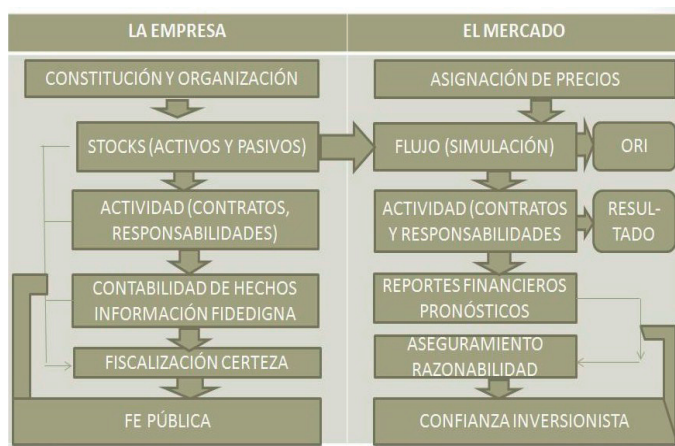 LA EMPRESA
CONSTITUCIÓN Y ORGANIZACIÓN
STOCKS (ACTIVOS Y PASIVOS)
ACTIVIDAD (CONTRATOS,
RESPONSABILIDADES)
CONTABILIDAD DE HECHOS
INFORMACIÓN FIDEDIGNA
FISCALIZACIÓN CERTEZA
FE PÚBLICA
EL MERCADO
ASIGNACIÓN DE PRECIOS
FLUJO (SIMULACIÓN)
ORI
ACTIVIDAD (CONTRATOS
Y RESPONSABILIDADES
RESUL-
TADO
REPORTES FINANCIEROS
PRONÓSTICOS
ASEGURAMIENTO
RAZONABILIDAD
CONFIANZA INVERSIONISTA